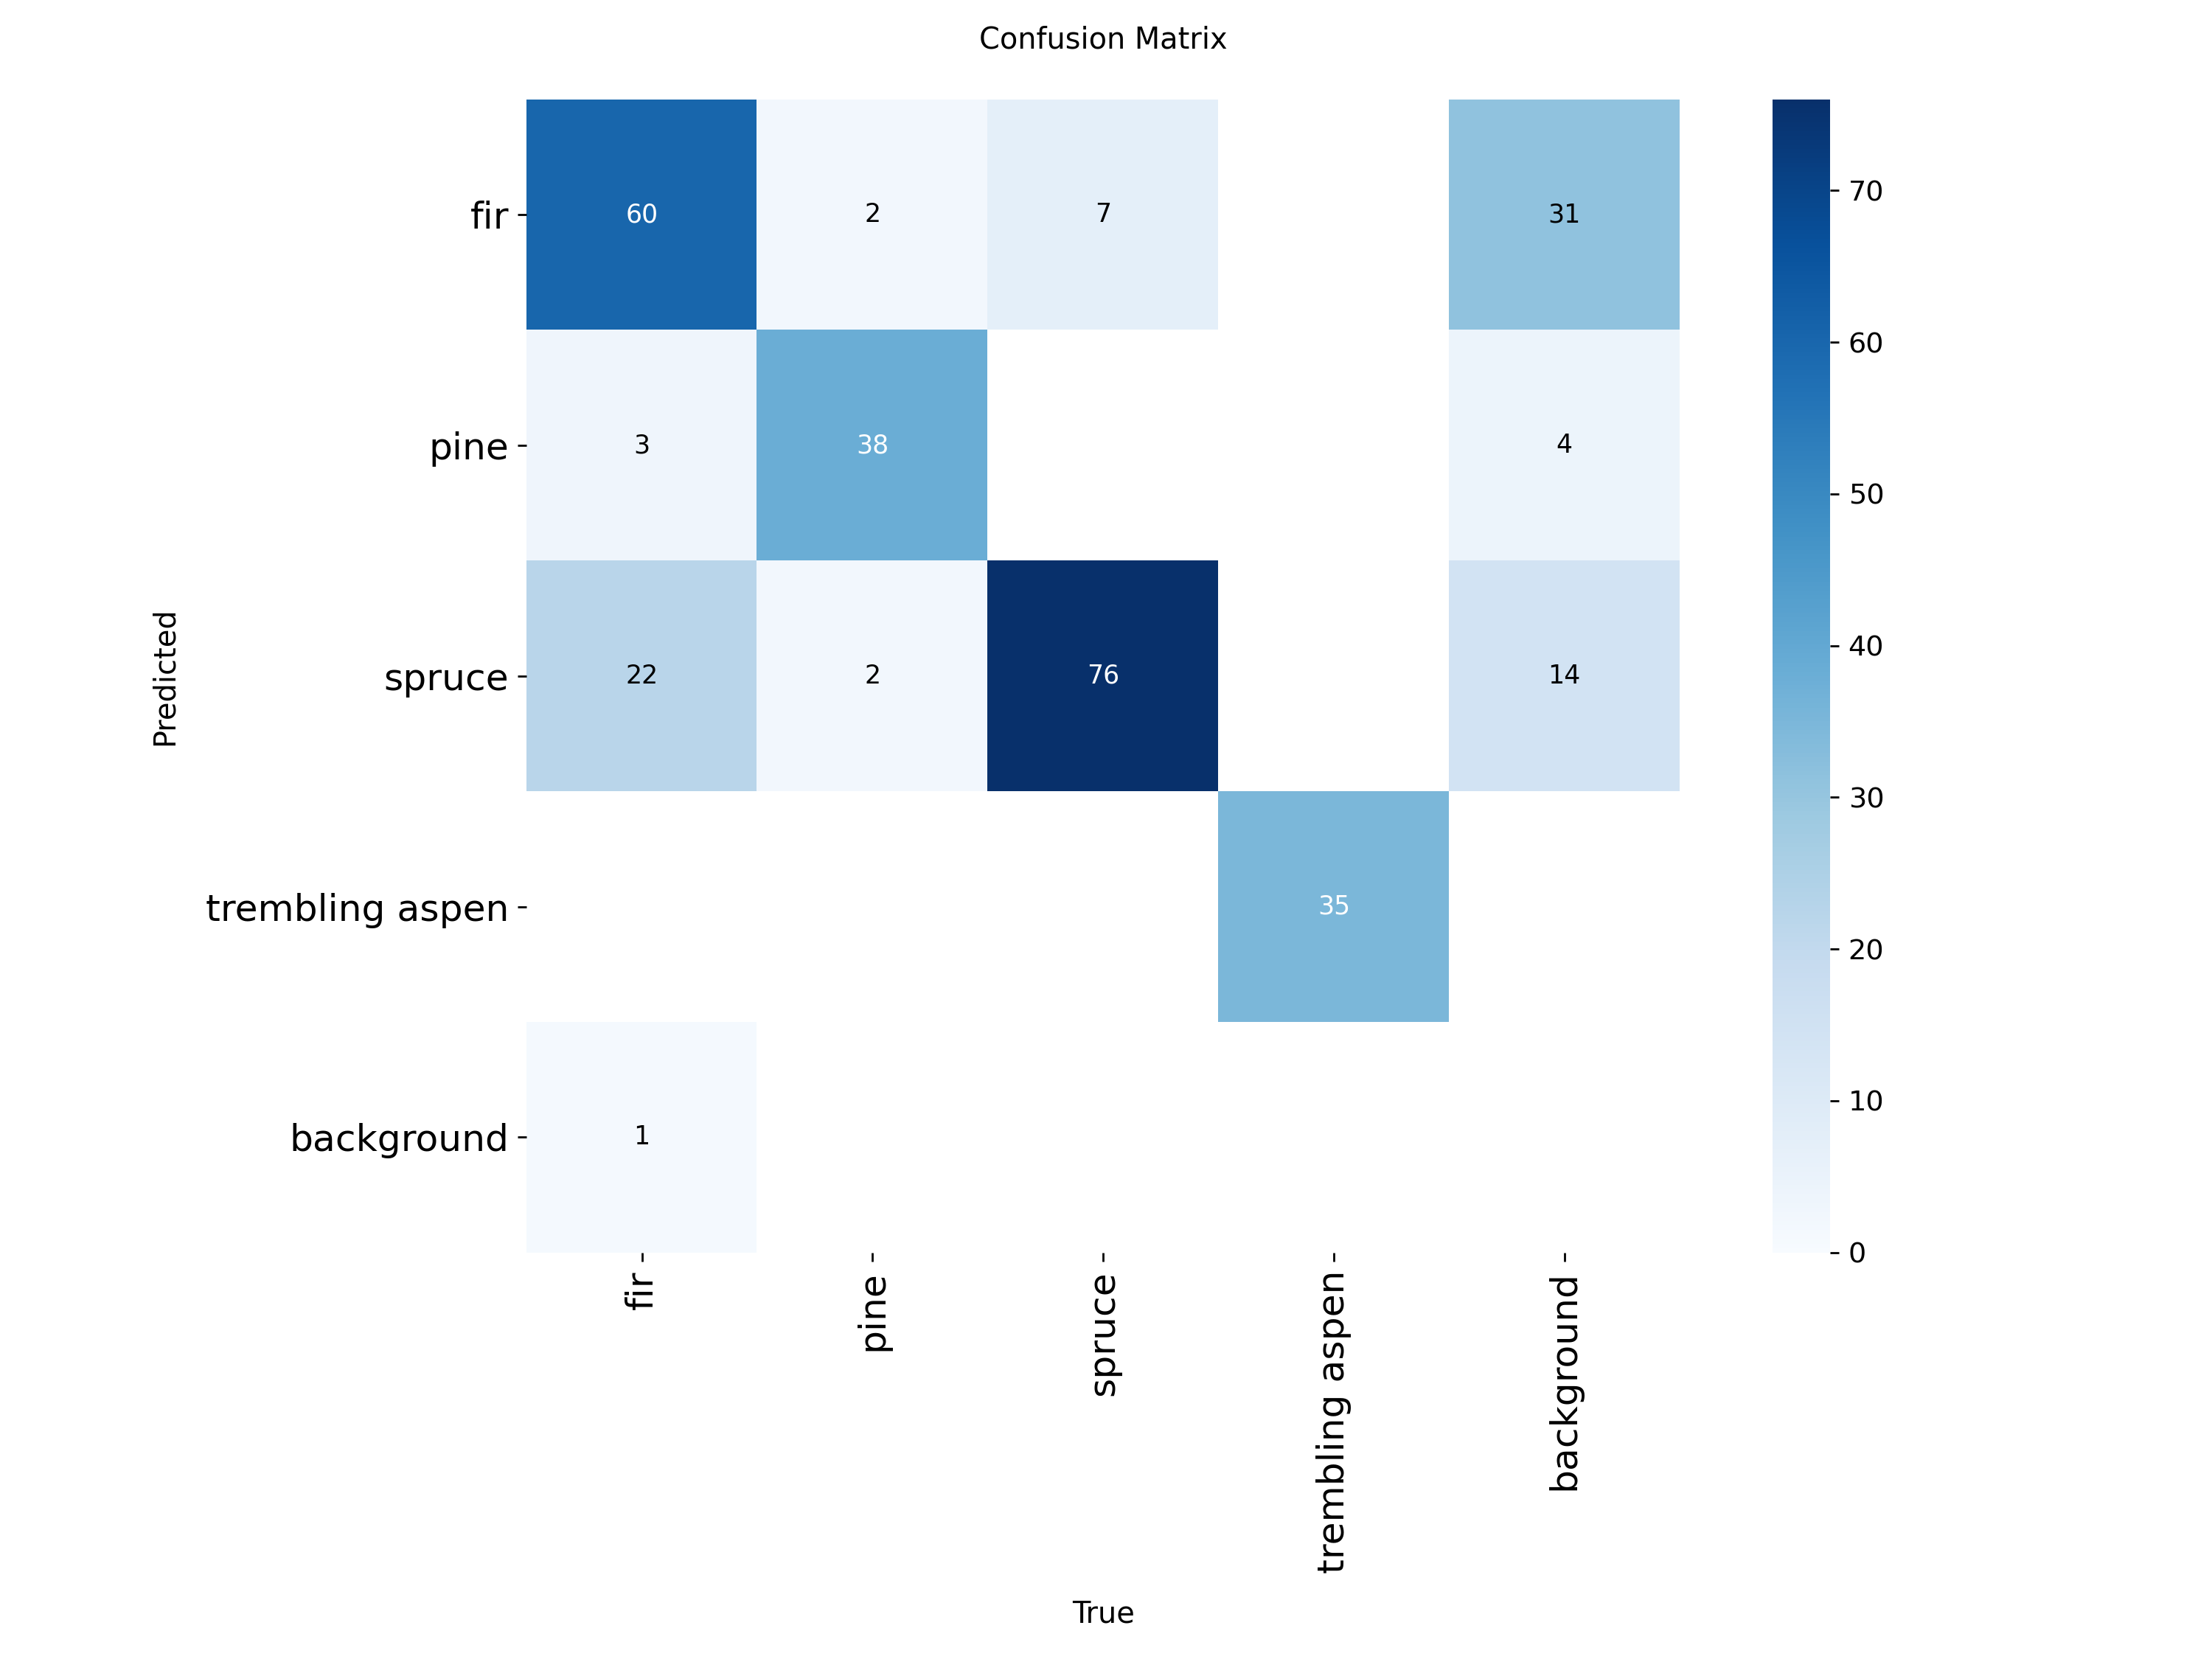 Confusion Matrix
fir
60
2
7
31
pine
3
38
4
spruce
22
2
76
14
trembling aspen
35
background
1
fir
pine
spruce
trembling aspen
background
Predicted
True
70
60
50
40
30
20
10
0